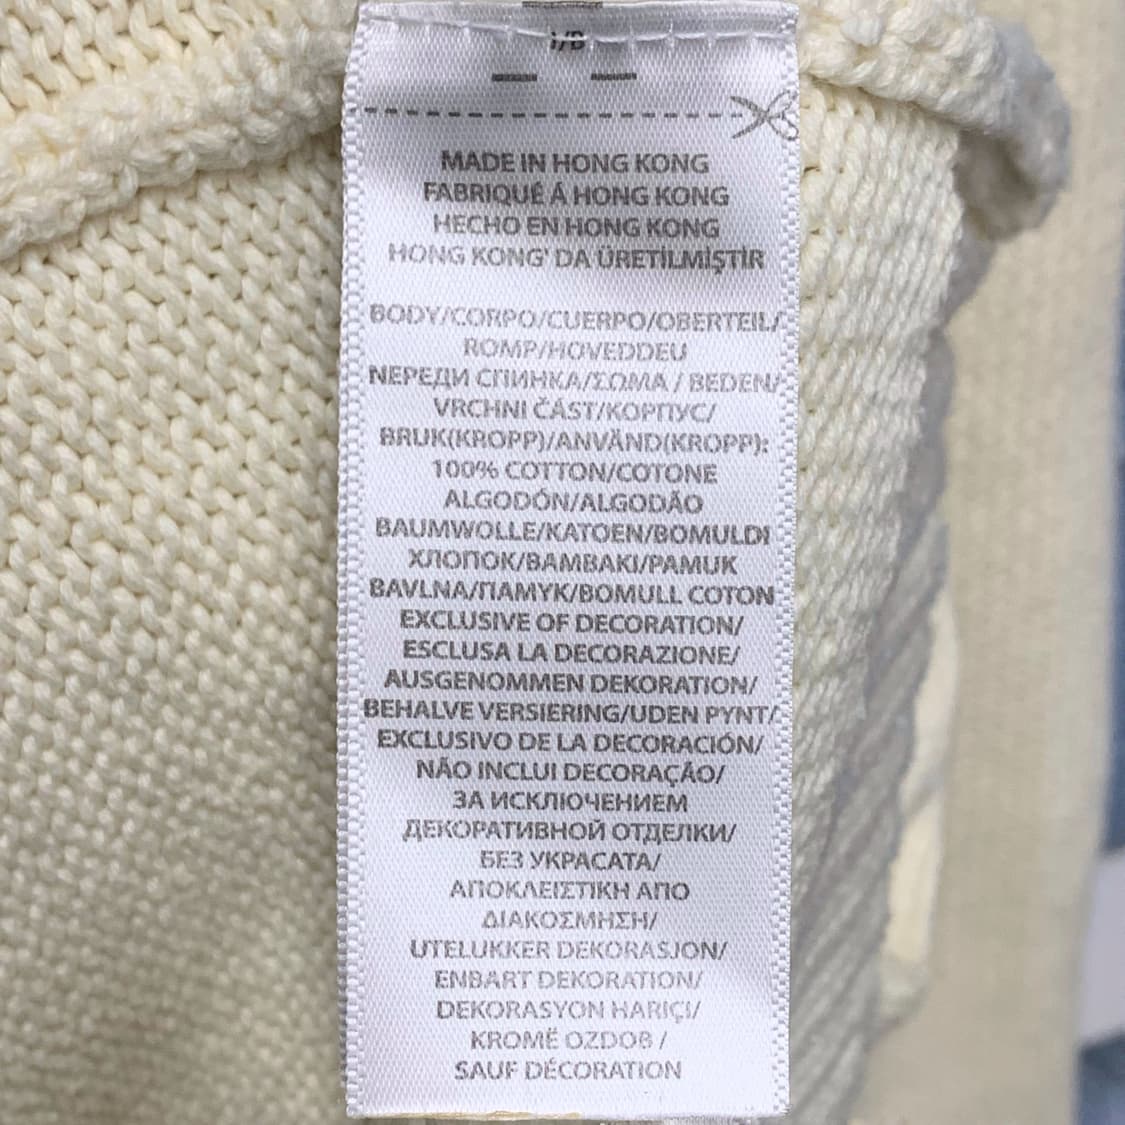 MADE IN HONG KONG
FABRIQUÉ Á HONG KONG
HECHO EN HONG KONG
HONG KONG' DA ÜRETILMIŞTIR
BODY/CORPO/CUERPO/OBERTEIL/
ROMP/HOVEDDEU
NЕРЕДИ СПИНКА/ΣΩΜΑ / BEDEN/
VRCHNI ČÁST/КОРПУС/
BRUK(KROPP)/ANVÄND(KROPP):
100% COTTON/COTONE
ALGODÓN/ALGODÃO
BAUMWOLLE/KATOEN/BOMULDI
ХЛОПОК/BAMBAKI/PAMUK
BAVLNA/ПАМУК/BOMULL COTON
EXCLUSIVE OF DECORATION/
ESCLUSA LA DECORAZIONE/
AUSGENOMMEN DEKORATION/
BEHALVE VERSIERING/UDEN PYNT/
EXCLUSIVO DE LA DECORACIÓN/
NÃO INCLUI DECORAÇÃO/
ЗА ИСКЛЮЧЕНИЕМ
ДЕКОРАТИВНОЙ ОТДЕЛКИ/
БЕЗ УКРАСАТА/
ΑΠΟΚΛΕΙΣΤΙΚΗ ΑΠΟ
ΔΙΑΚΟΣΜΗΣΗ/
UTELUKKER DEKORASJON/
ENBART DEKORATION/
DEKORASYON HARIÇI/
KROMĚ OZDOB /
SAUF DÉCORATION